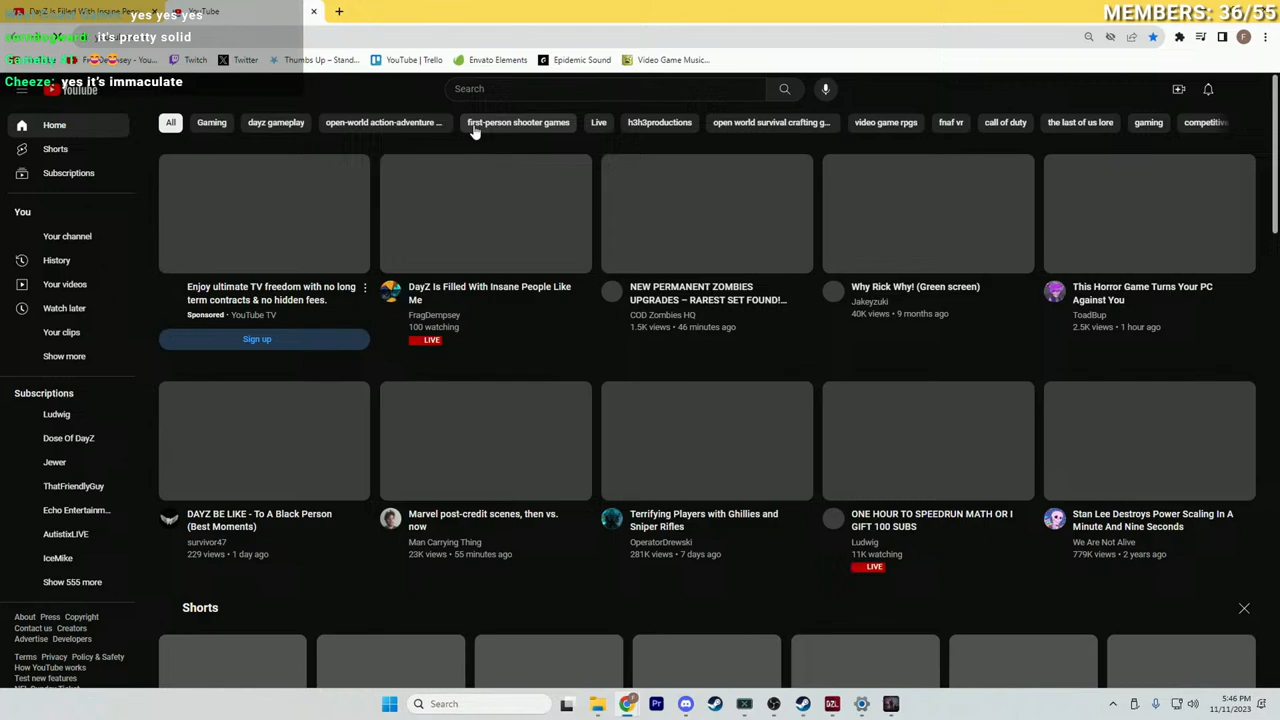 DayZ Is Filled With Insane Peop
YouTube
MEMBERS: 36/55
yes yes yes
it's pretty solid
Cheeze: yes it's immaculate
Twitch
Twitter
Thumbs Up – Stand...
YouTube | Trello
Envato Elements
Epidemic Sound
Video Game Music...
YouTube
Search
All
Gaming
dayz gameplay
open-world action-adventure ...
first-person shooter games
Live
h3h3productions
open world survival crafting g...
video game rpgs
fnaf vr
call of duty
the last of us lore
gaming
competitive
Home
Shorts
Subscriptions
You
Your channel
History
Your videos
Watch later
Your clips
Show more
Subscriptions
Ludwig
Dose Of DayZ
Jewer
ThatFriendlyGuy
Echo Entertainm...
AutistixLIVE
IceMike
Show 555 more
About Press Copyright
Contact us Creators
Advertise Developers
Terms Privacy Policy & Safety
How YouTube works
Test new features
NFL Sunday Ticket
Enjoy ultimate TV freedom with no long
term contracts & no hidden fees.
Sponsored • YouTube TV
Sign up
DayZ Is Filled With Insane People Like
Me
FragDempsey
100 watching
LIVE
NEW PERMANENT ZOMBIES
UPGRADES – RAREST SET FOUND!...
COD Zombies HQ
1.5K views • 46 minutes ago
Why Rick Why! (Green screen)
Jakeyzuki
40K views • 9 months ago
This Horror Game Turns Your PC
Against You
ToadBup
2.5K views • 1 hour ago
DAYZ BE LIKE - To A Black Person
(Best Moments)
survivor47
229 views • 1 day ago
Marvel post-credit scenes, then vs.
now
Man Carrying Thing
23K views • 55 minutes ago
Terrifying Players with Ghillies and
Sniper Rifles
OperatorDrewski
281K views • 7 days ago
ONE HOUR TO SPEEDRUN MATH OR I
GIFT 100 SUBS
Ludwig
11K watching
LIVE
Stan Lee Destroys Power Scaling In A
Minute And Nine Seconds
We Are Not Alive
779K views • 2 years ago
Shorts
Search
5:46 PM
11/11/2023